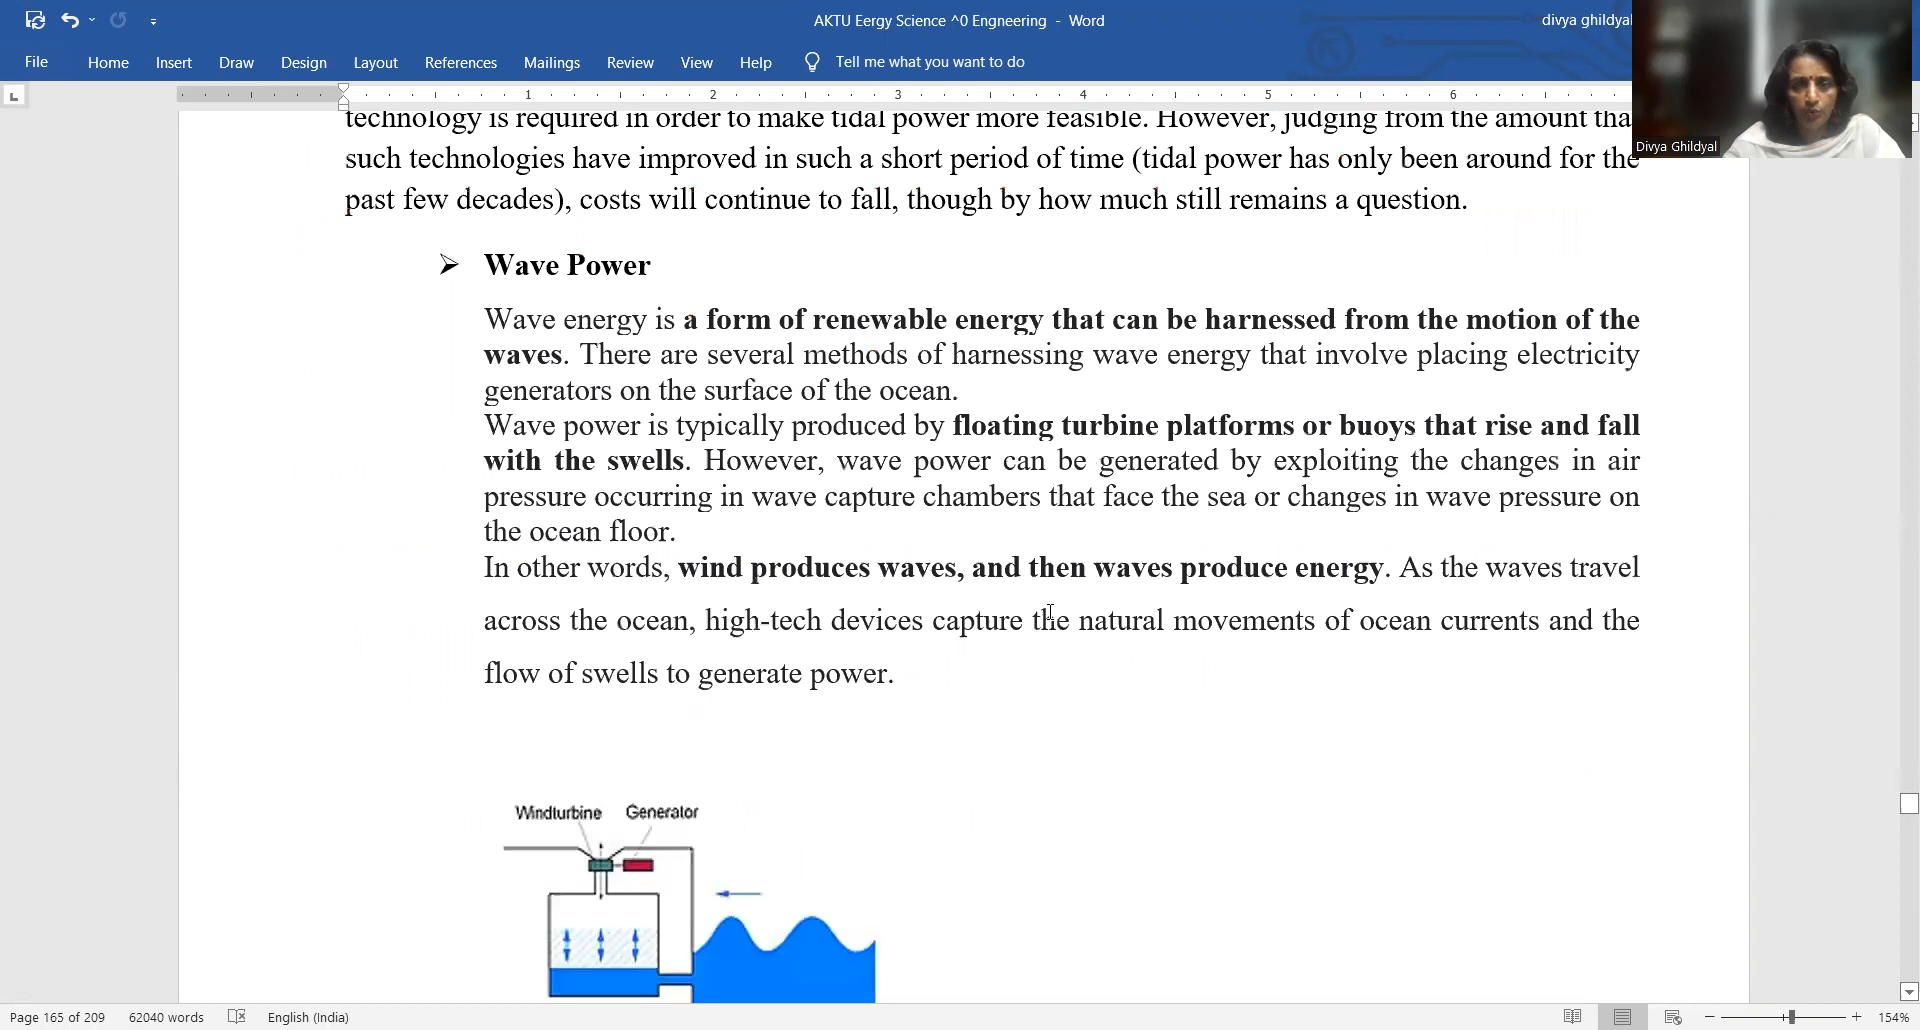 AKTU Eergy Science ^0 Engneering - Word
divya ghildyal
File Home Insert Draw Design Layout References Mailings Review View Help Tell me what you want to do
Divya Ghildyal
1 2 3 4 5 6
technology is required in order to make tidal power more feasible. However, judging from the amount tha
such technologies have improved in such a short period of time (tidal power has only been around for the
past few decades), costs will continue to fall, though by how much still remains a question.
➢ Wave Power
Wave energy is a form of renewable energy that can be harnessed from the motion of the
waves. There are several methods of harnessing wave energy that involve placing electricity
generators on the surface of the ocean.
Wave power is typically produced by floating turbine platforms or buoys that rise and fall
with the swells. However, wave power can be generated by exploiting the changes in air
pressure occurring in wave capture chambers that face the sea or changes in wave pressure on
the ocean floor.
In other words, wind produces waves, and then waves produce energy. As the waves travel
across the ocean, high-tech devices capture the natural movements of ocean currents and the
flow of swells to generate power.
Windturbine Generator
Page 165 of 209 62040 words English (India) 154%